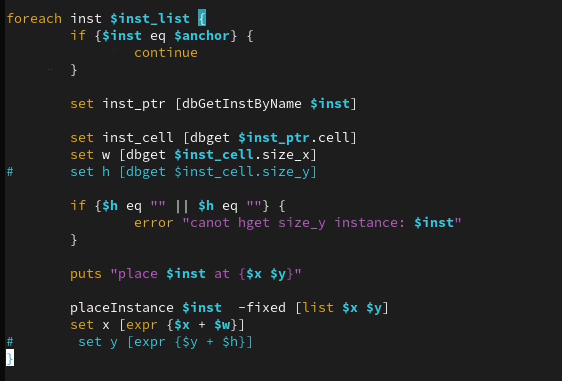 foreach inst $inst_list {
if {$inst eq $anchor} {
continue
}
set inst_ptr [dbGetInstByName $inst]
set inst_cell [dbget $inst_ptr.cell]
set w [dbget $inst_cell.size_x]
# set h [dbget $inst_cell.size_y]
if {$h eq "" || $h eq ""} {
error "canot hget size_y instance: $inst"
}
puts "place $inst at {$x $y}"
placeInstance $inst -fixed [list $x $y]
set x [expr {$x + $w}]
# set y [expr {$y + $h}]
}